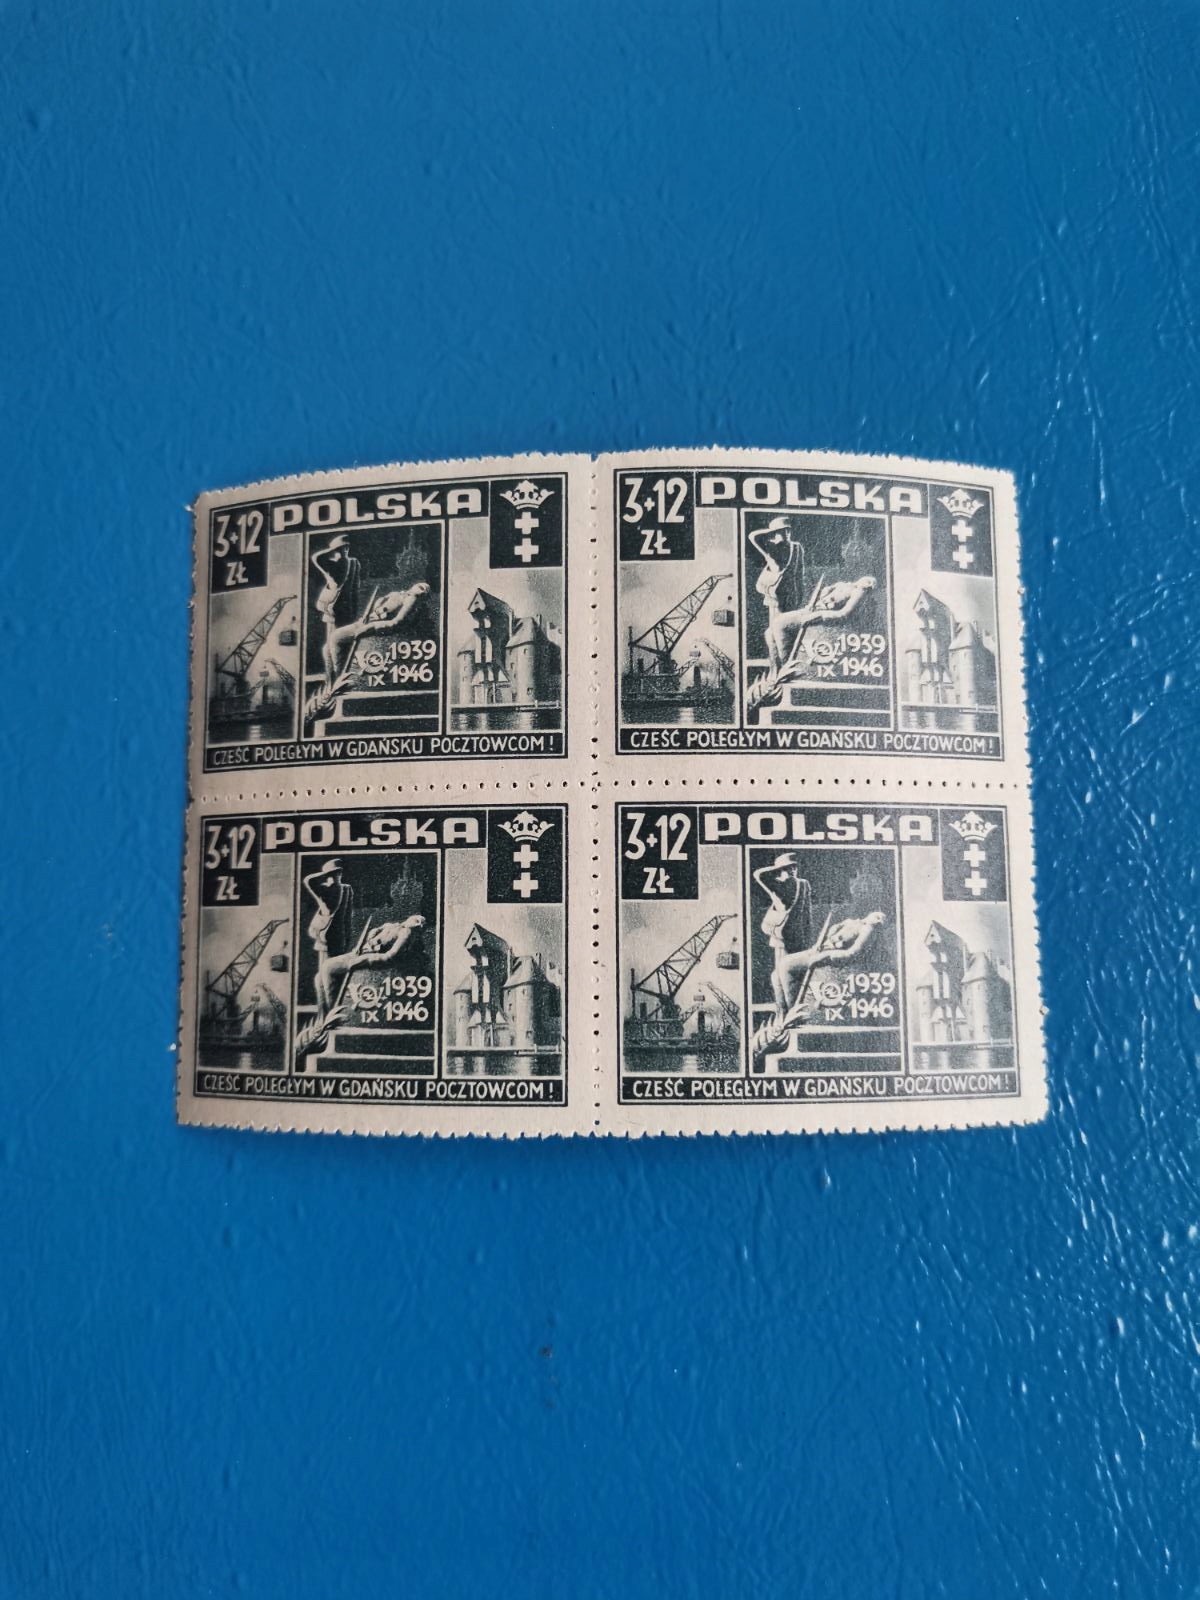 3+12
ZŁ
POLSKA
1939
IX 1946
CZEŚĆ POLEGŁYM W GDAŃSKU POCZTOWCOM!
3+12
ZŁ
POLSKA
1939
IX 1946
CZEŚĆ POLEGŁYM W GDAŃSKU POCZTOWCOM!
3+12
ZŁ
POLSKA
1939
IX 1946
CZEŚĆ POLEGŁYM W GDAŃSKU POCZTOWCOM!
3+12
ZŁ
POLSKA
1939
IX 1946
CZEŚĆ POLEGŁYM W GDAŃSKU POCZTOWCOM!